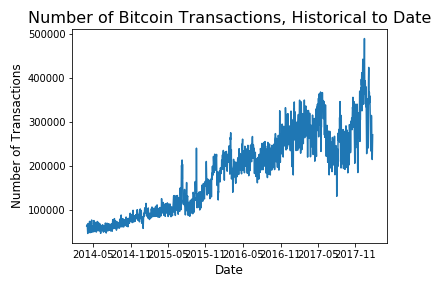 Number of Bitcoin Transactions, Historical to Date
500000
400000
300000
200000
100000
Number of Transactions
2014-05 2014-11 2015-05 2015-11 2016-05 2016-11 2017-05 2017-11
Date